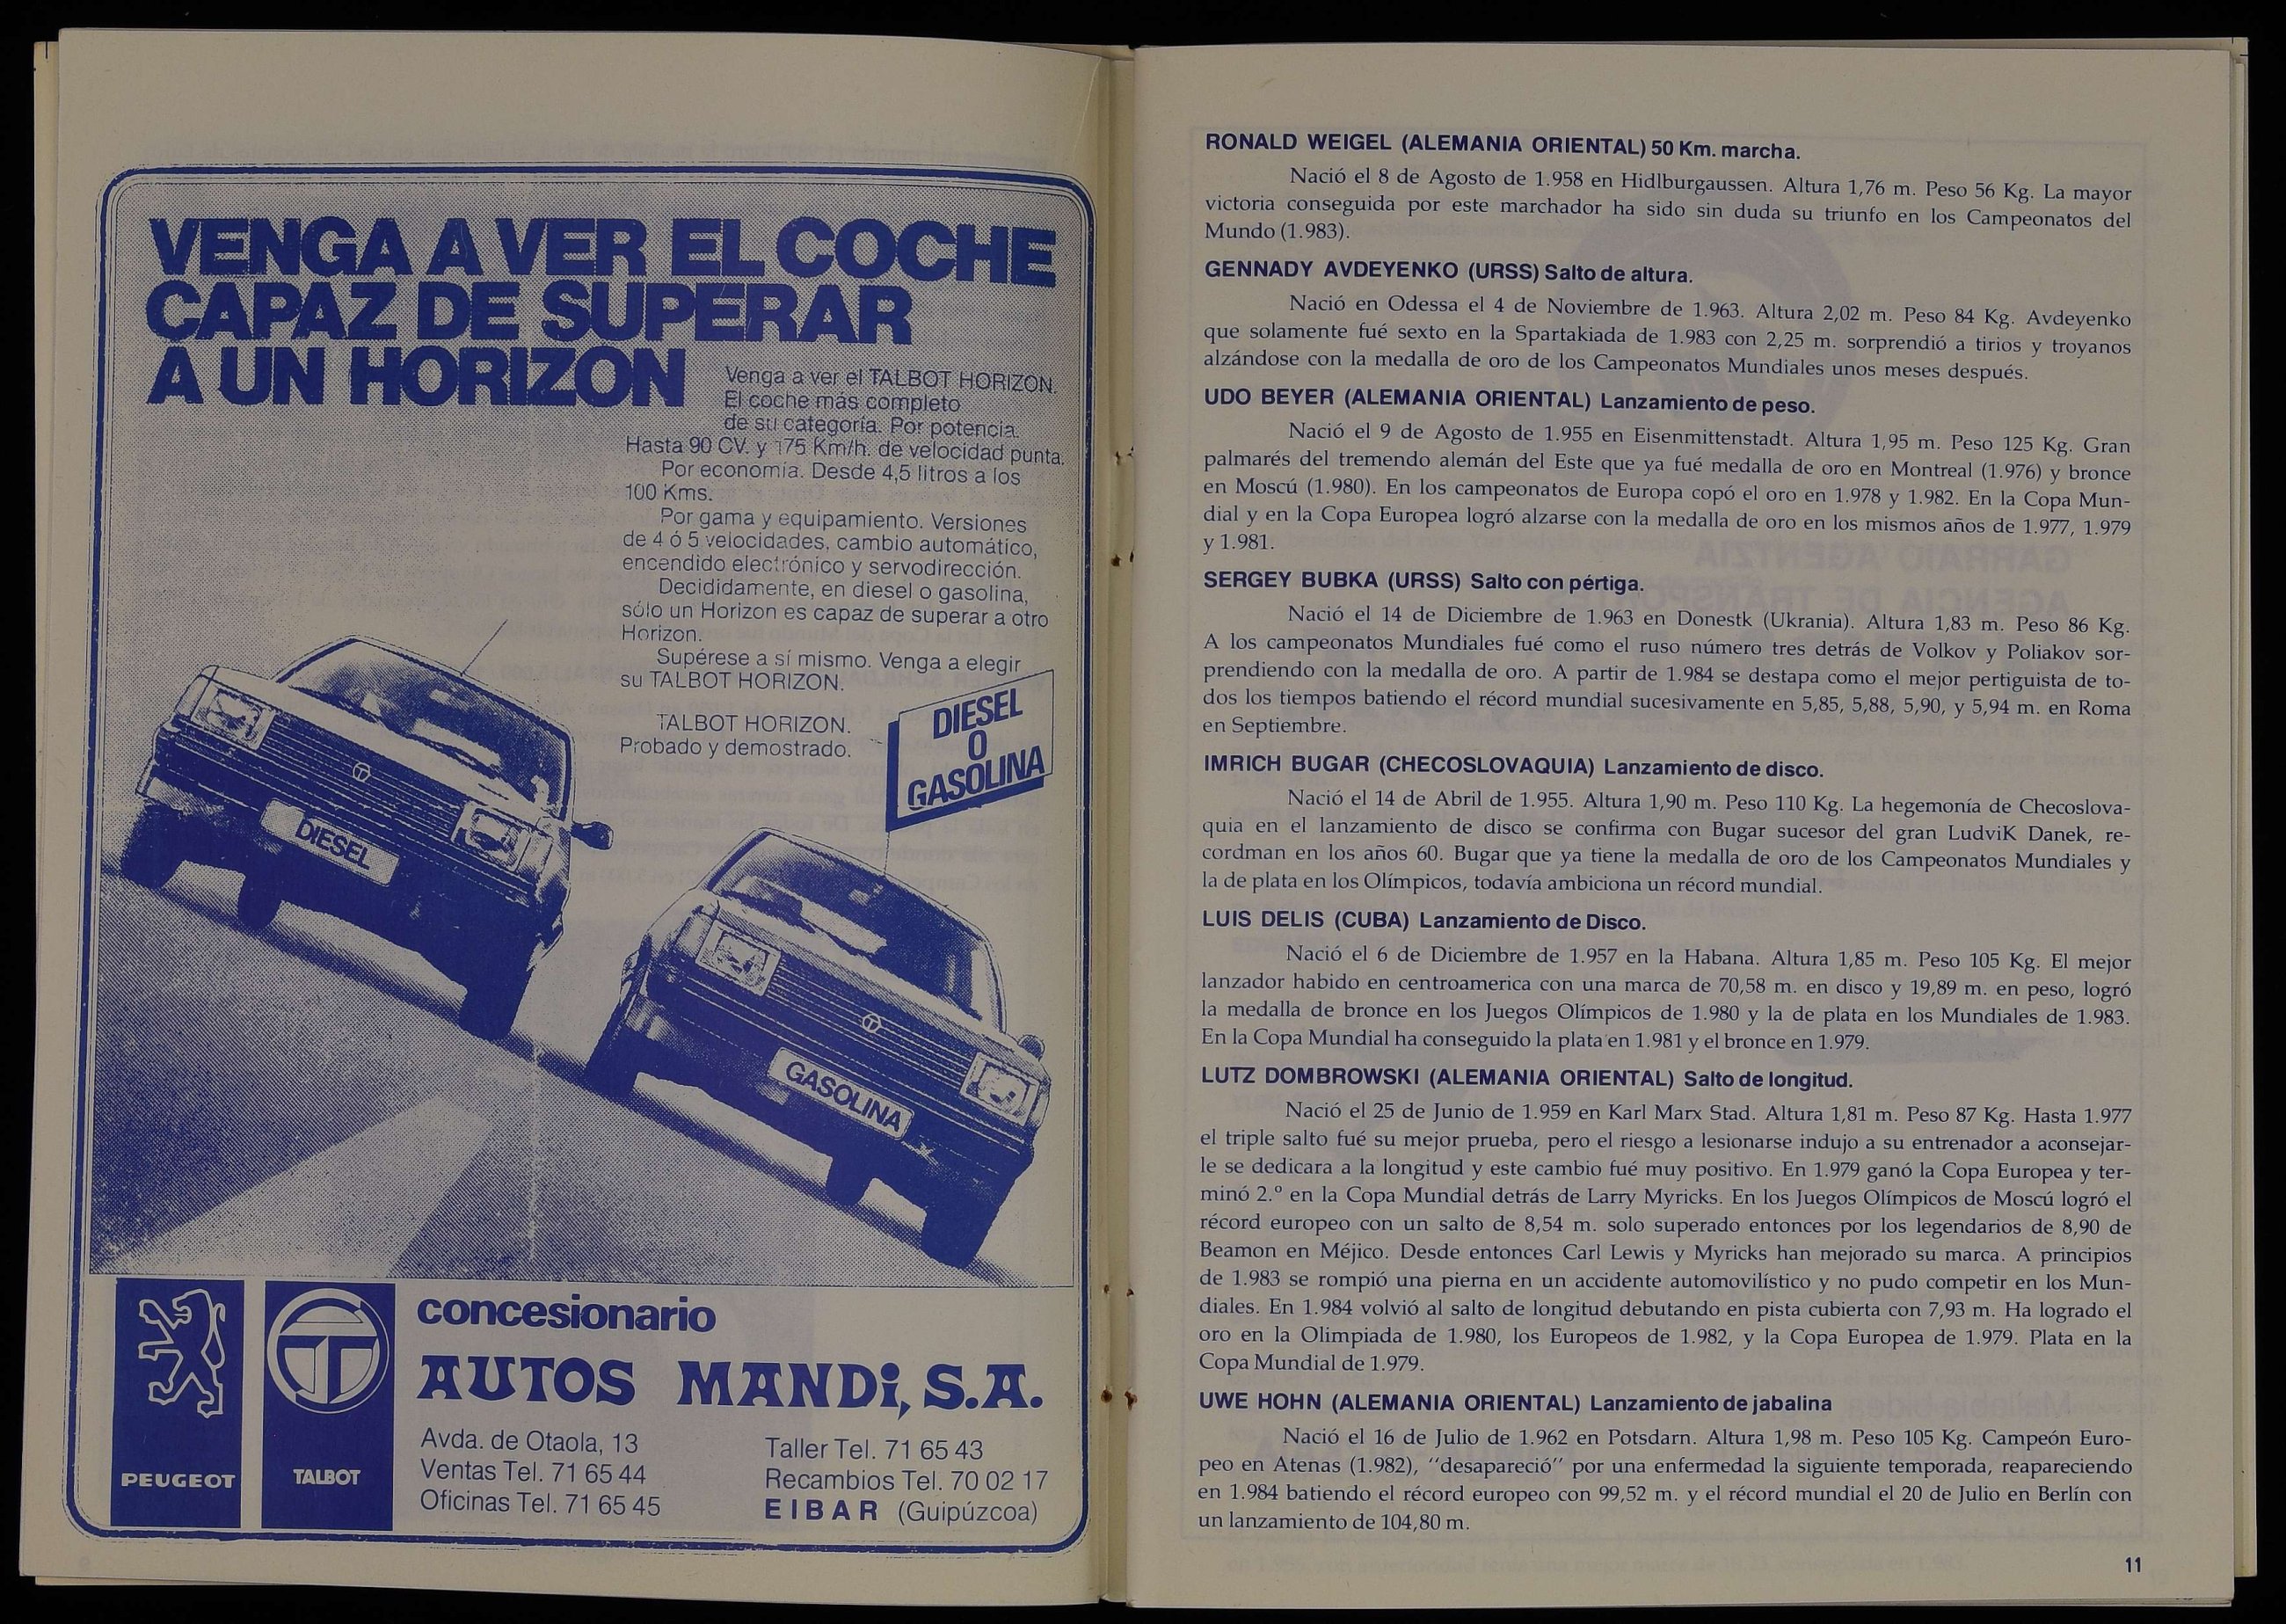 VENGA A VER EL COCHE
CAPAZ DE SUPERAR
A UN HORIZON
Venga a ver el TALBOT HORIZON.
El coche más completo
de su categoría. Por potencia.
Hasta 90 CV. y 175 Km/h. de velocidad punta.
Por economía. Desde 4,5 litros a los
100 Kms.
Por gama y equipamiento. Versiones
de 4 ó 5 velocidades, cambio automático,
encendido electrónico y servodirección.
Decididamente, en diesel o gasolina,
sólo un Horizon es capaz de superar a otro
Horizon.
Supérese a sí mismo. Venga a elegir
su TALBOT HORIZON.
TALBOT HORIZON.
Probado y demostrado.
DIESEL
O
GASOLINA
DIESEL
GASOLINA
PEUGEOT
TALBOT
concesionario
AUTOS MANDi, S.A.
Avda. de Otaola, 13
Ventas Tel. 71 65 44
Oficinas Tel. 71 65 45
Taller Tel. 71 65 43
Recambios Tel. 70 02 17
EIBAR (Guipúzcoa)
RONALD WEIGEL (ALEMANIA ORIENTAL) 50 Km. marcha.
Nació el 8 de Agosto de 1.958 en Hidlburgaussen. Altura 1,76 m. Peso 56 Kg. La mayor
victoria conseguida por este marchador ha sido sin duda su triunfo en los Campeonatos del
Mundo (1.983).
GENNADY AVDEYENKO (URSS) Salto de altura.
Nació en Odessa el 4 de Noviembre de 1.963. Altura 2,02 m. Peso 84 Kg. Avdeyenko
que solamente fué sexto en la Spartakiada de 1.983 con 2,25 m. sorprendió a tirios y troyanos
alzándose con la medalla de oro de los Campeonatos Mundiales unos meses después.
UDO BEYER (ALEMANIA ORIENTAL) Lanzamiento de peso.
Nació el 9 de Agosto de 1.955 en Eisenmittenstadt. Altura 1,95 m. Peso 125 Kg. Gran
palmarés del tremendo alemán del Este que ya fué medalla de oro en Montreal (1.976) y bronce
en Moscú (1.980). En los campeonatos de Europa copó el oro en 1.978 y 1.982. En la Copa Mun-
dial y en la Copa Europea logró alzarse con la medalla de oro en los mismos años de 1.977, 1.979
y 1.981.
SERGEY BUBKA (URSS) Salto con pértiga.
Nació el 14 de Diciembre de 1.963 en Donestk (Ukrania). Altura 1,83 m. Peso 86 Kg.
A los campeonatos Mundiales fué como el ruso número tres detrás de Volkov y Poliakov sor-
prendiendo con la medalla de oro. A partir de 1.984 se destapa como el mejor pertiguista de to-
dos los tiempos batiendo el récord mundial sucesivamente en 5,85, 5,88, 5,90, y 5,94 m. en Roma
en Septiembre.
IMRICH BUGAR (CHECOSLOVAQUIA) Lanzamiento de disco.
Nació el 14 de Abril de 1.955. Altura 1,90 m. Peso 110 Kg. La hegemonía de Checoslova-
quia en el lanzamiento de disco se confirma con Bugar sucesor del gran LudviK Danek, re-
cordman en los años 60. Bugar que ya tiene la medalla de oro de los Campeonatos Mundiales y
la de plata en los Olímpicos, todavía ambiciona un récord mundial.
LUIS DELIS (CUBA) Lanzamiento de Disco.
Nació el 6 de Diciembre de 1.957 en la Habana. Altura 1,85 m. Peso 105 Kg. El mejor
lanzador habido en centroamerica con una marca de 70,58 m. en disco y 19,89 m. en peso, logró
la medalla de bronce en los Juegos Olímpicos de 1.980 y la de plata en los Mundiales de 1.983.
En la Copa Mundial ha conseguido la plata en 1.981 y el bronce en 1.979.
LUTZ DOMBROWSKI (ALEMANIA ORIENTAL) Salto de longitud.
Nació el 25 de Junio de 1.959 en Karl Marx Stad. Altura 1,81 m. Peso 87 Kg. Hasta 1.977
el triple salto fué su mejor prueba, pero el riesgo a lesionarse indujo a su entrenador a aconsejar-
le se dedicara a la longitud y este cambio fué muy positivo. En 1.979 ganó la Copa Europea y ter-
minó 2.º en la Copa Mundial detrás de Larry Myricks. En los Juegos Olímpicos de Moscú logró el
récord europeo con un salto de 8,54 m. solo superado entonces por los legendarios de 8,90 de
Beamon en Méjico. Desde entonces Carl Lewis y Myricks han mejorado su marca. A principios
de 1.983 se rompió una pierna en un accidente automovilístico y no pudo competir en los Mun-
diales. En 1.984 volvió al salto de longitud debutando en pista cubierta con 7,93 m. Ha logrado el
oro en la Olimpiada de 1.980, los Europeos de 1.982, y la Copa Europea de 1.979. Plata en la
Copa Mundial de 1.979.
UWE HOHN (ALEMANIA ORIENTAL) Lanzamiento de jabalina
Nació el 16 de Julio de 1.962 en Potsdarn. Altura 1,98 m. Peso 105 Kg. Campeón Euro-
peo en Atenas (1.982), "desapareció" por una enfermedad la siguiente temporada, reapareciendo
en 1.984 batiendo el récord europeo con 99,52 m. y el récord mundial el 20 de Julio en Berlín con
un lanzamiento de 104,80 m.
11